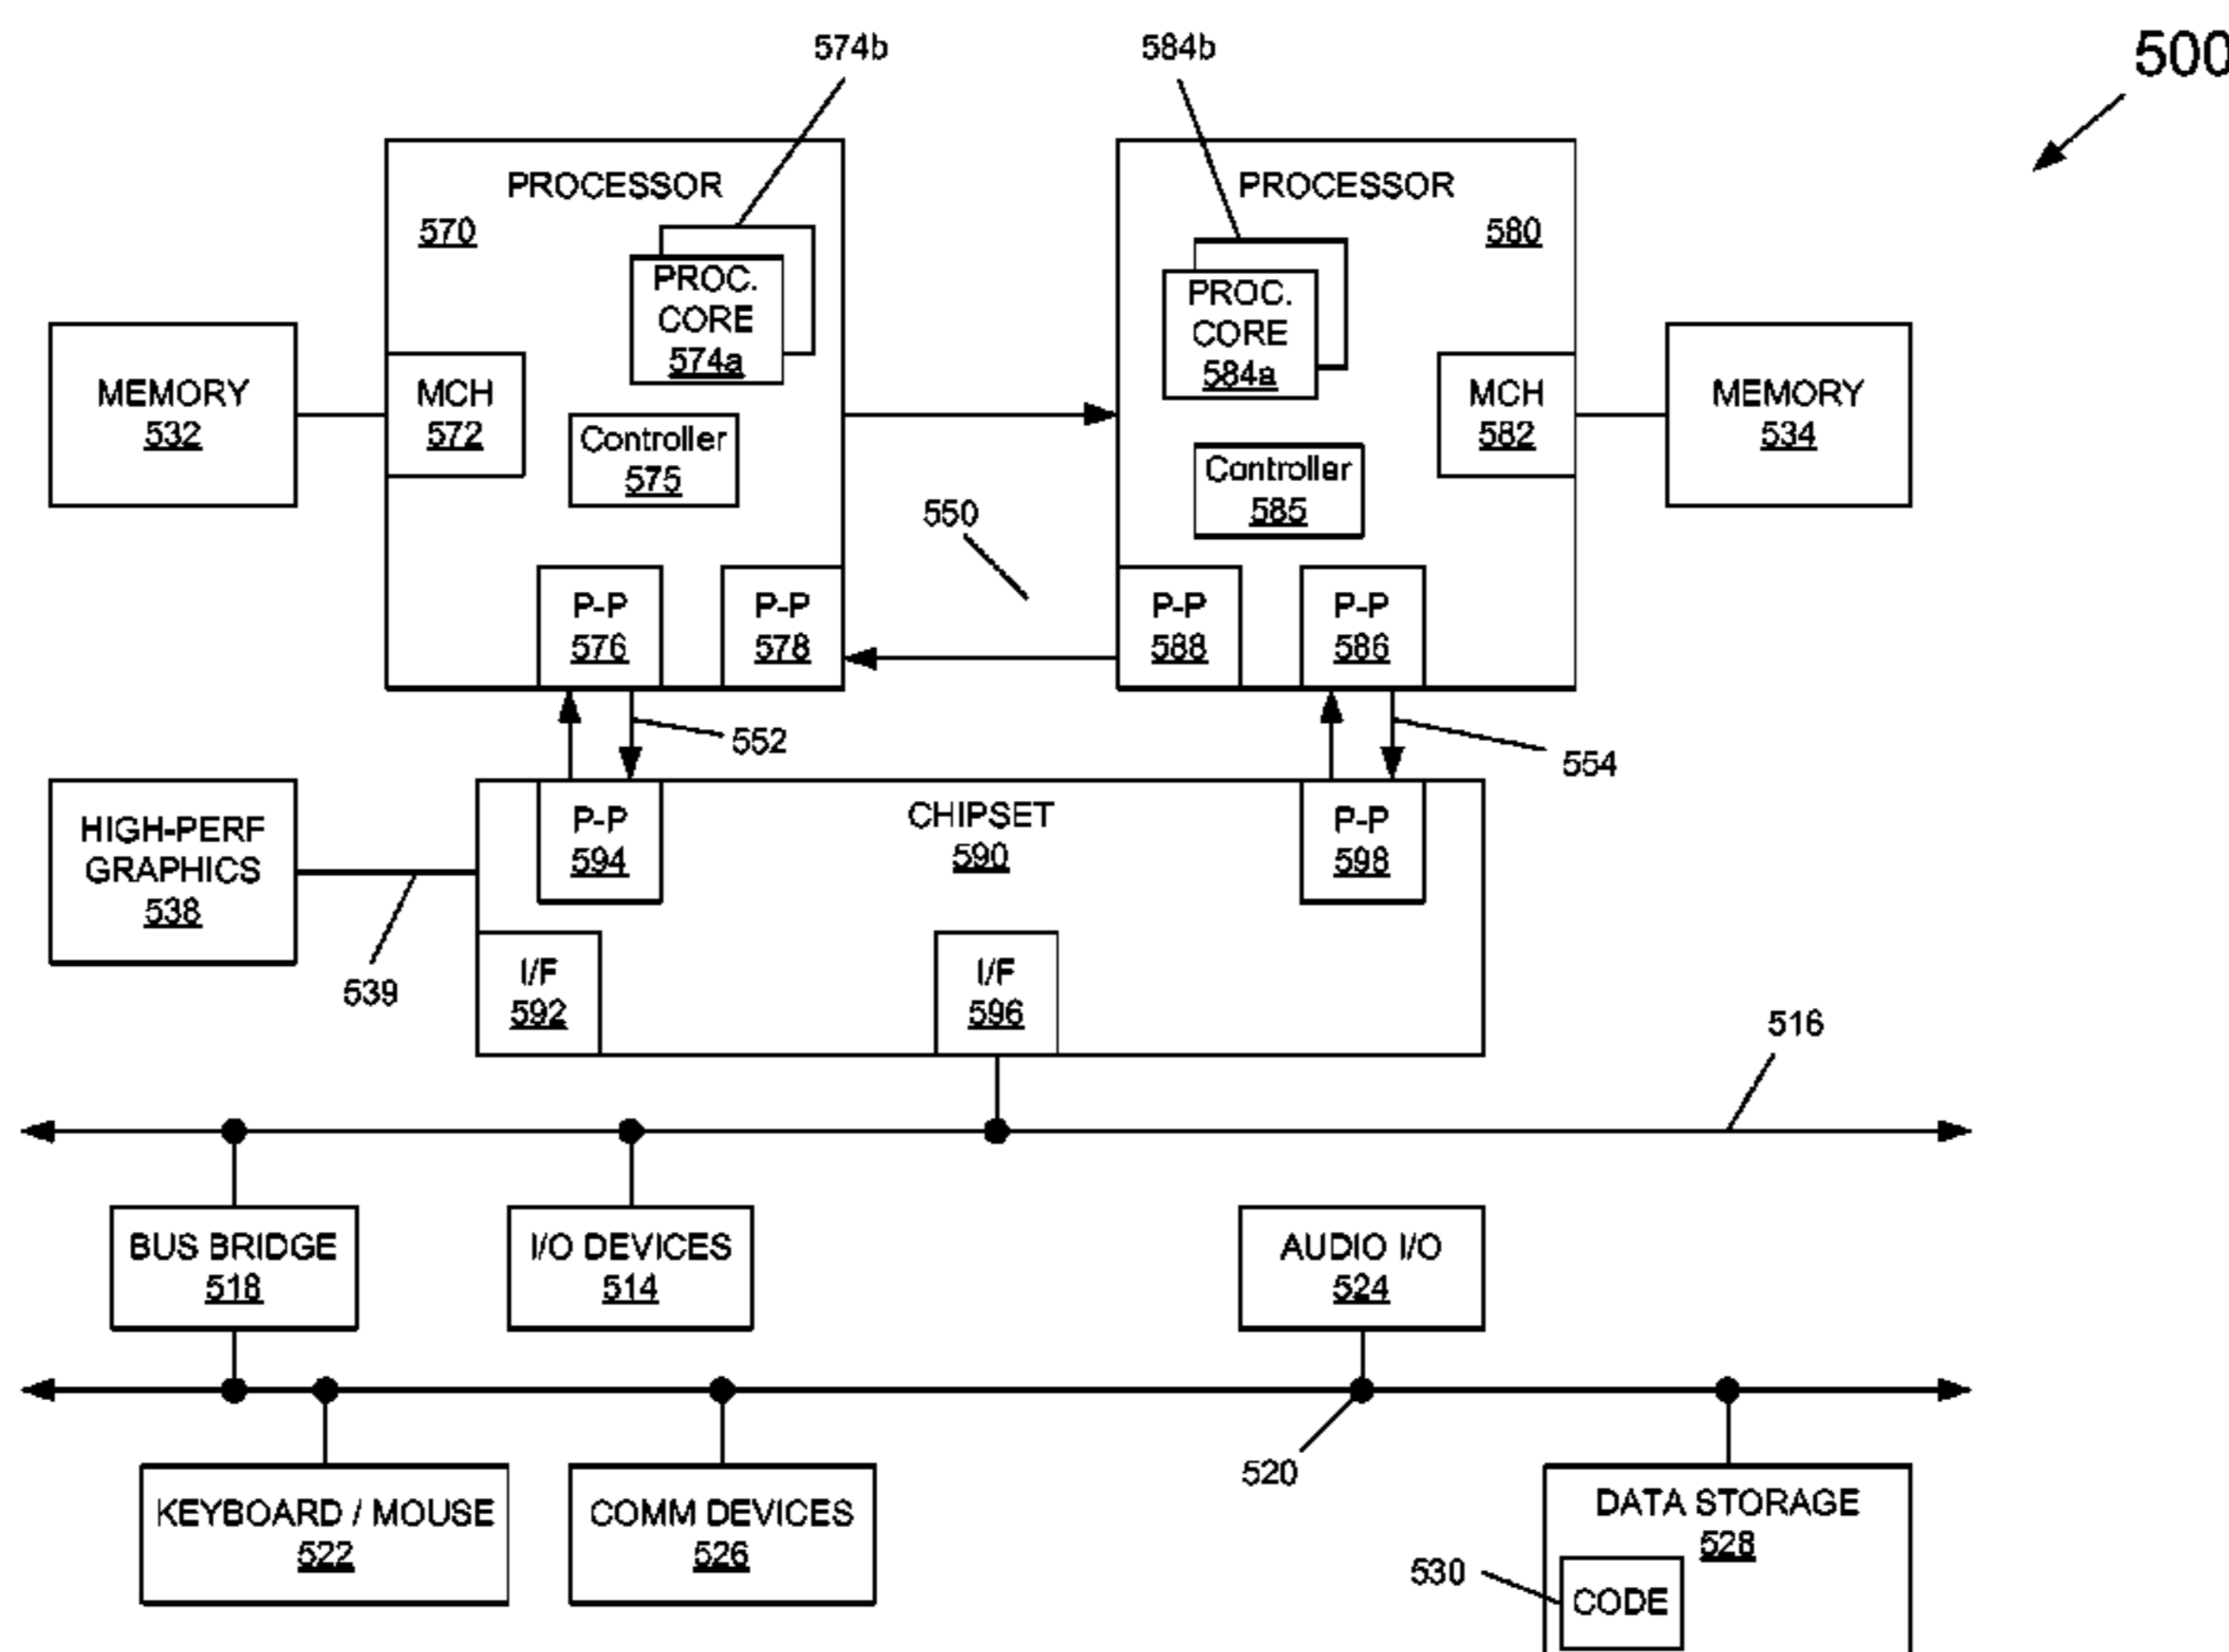 574b
584b
500
PROCESSOR
570
PROC.
CORE
574a
MCH
572
Controller
575
P-P
576
P-P
578
PROCESSOR
580
PROC.
CORE
584a
MCH
582
Controller
585
P-P
588
P-P
586
MEMORY
532
MEMORY
534
550
552
554
HIGH-PERF
GRAPHICS
538
539
CHIPSET
590
P-P
594
P-P
598
I/F
592
I/F
596
516
BUS BRIDGE
518
I/O DEVICES
514
AUDIO I/O
524
520
KEYBOARD / MOUSE
522
COMM DEVICES
526
DATA STORAGE
528
530
CODE